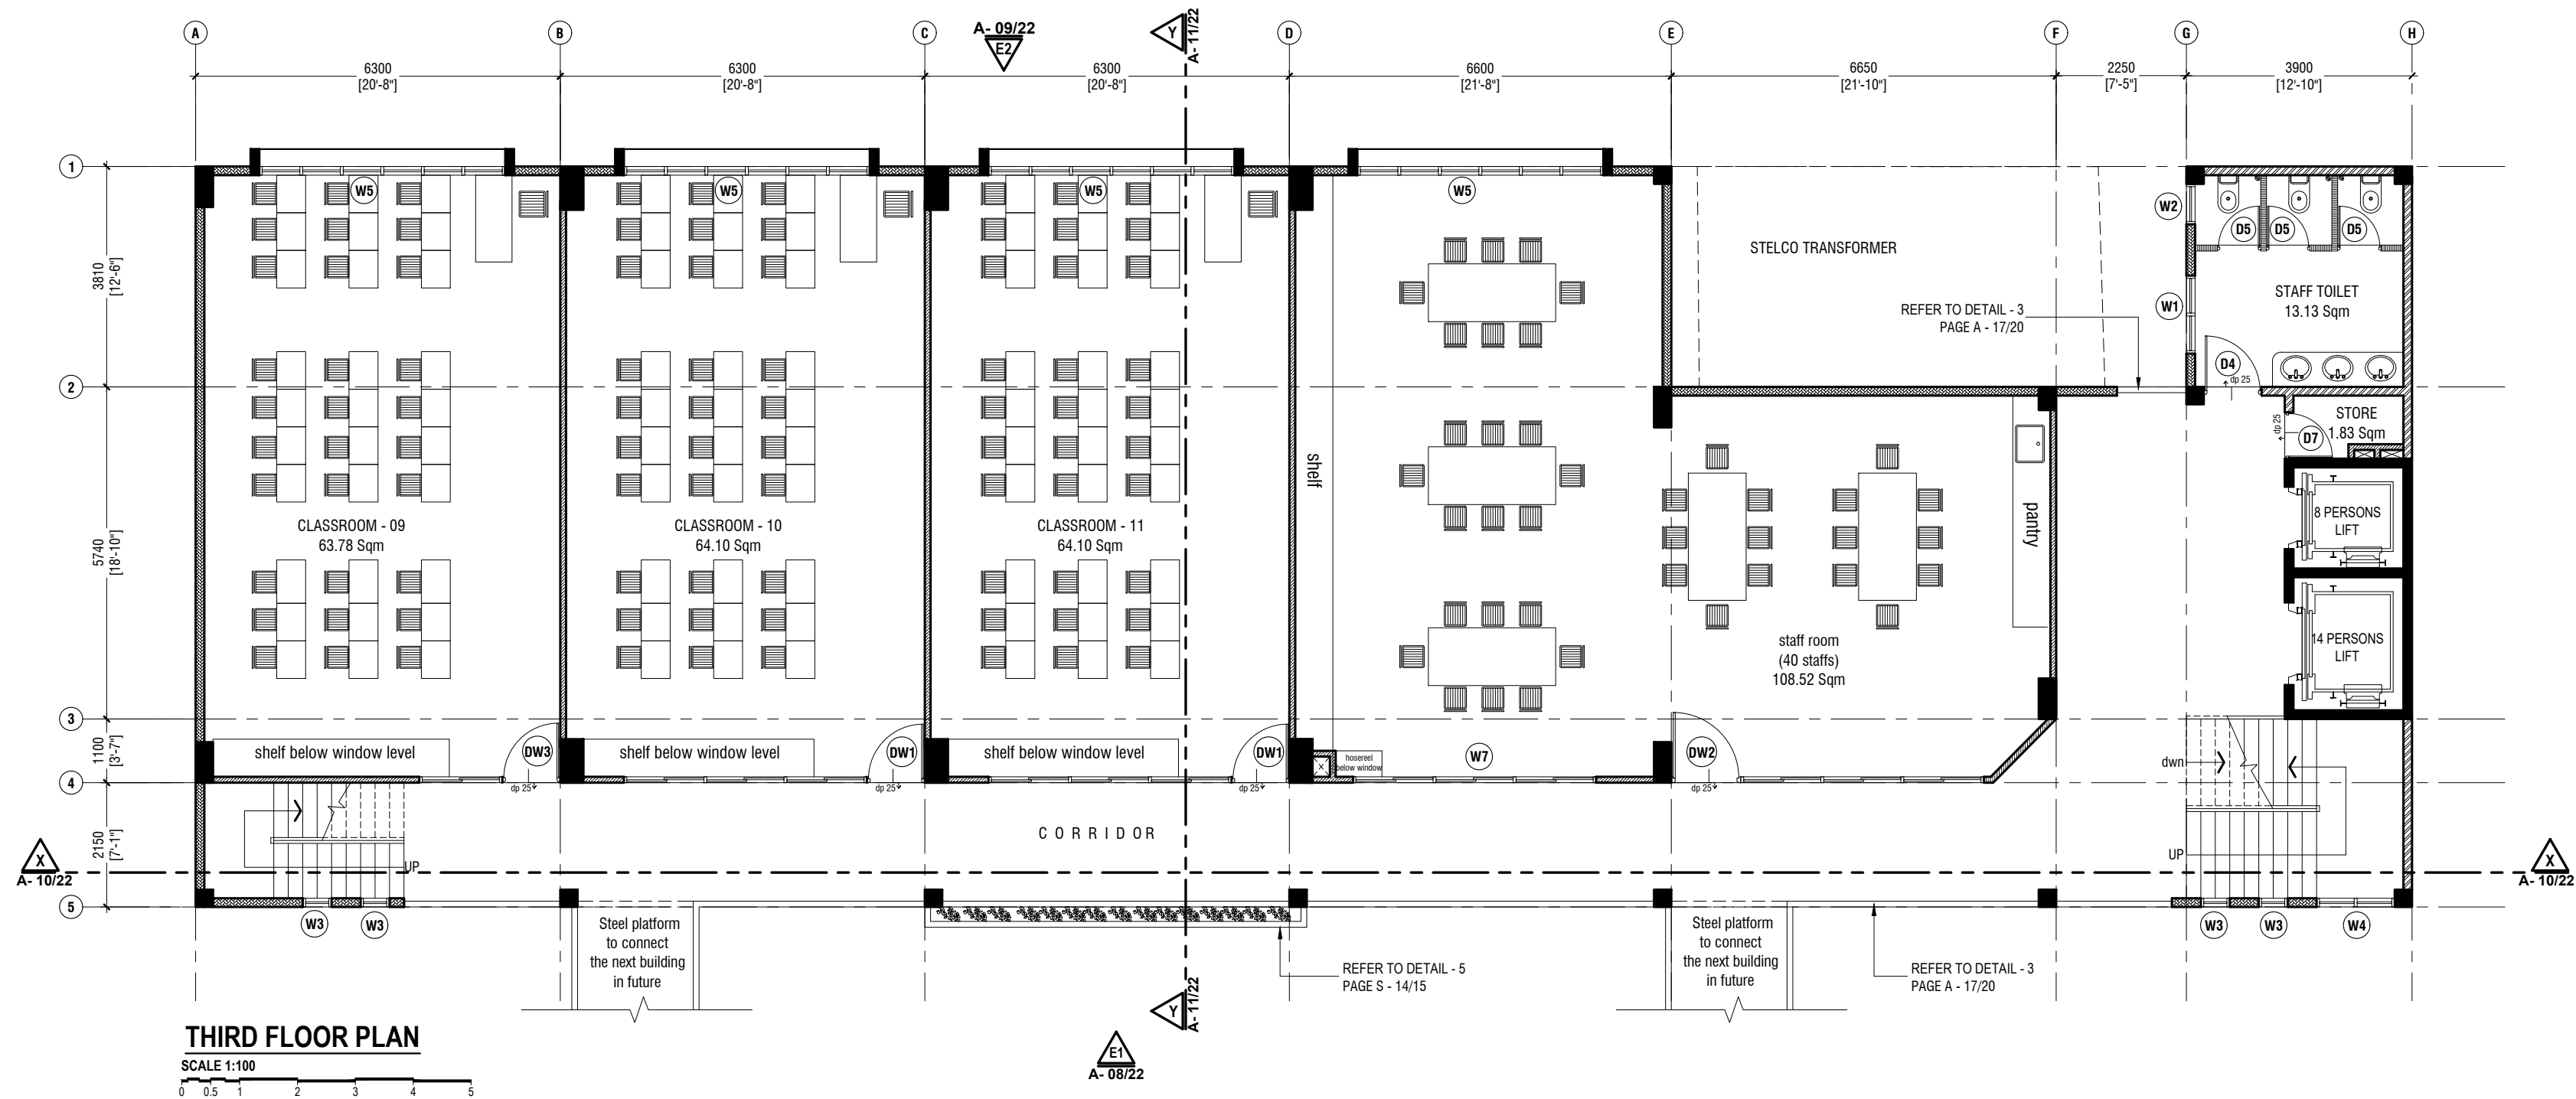 A- 09/22
E2
Y
A- 11/22
A
B
C
D
E
F
G
H
6300
[20'-8"]
6300
[20'-8"]
6300
[20'-8"]
6600
[21'-8"]
6650
[21'-10"]
2250
[7'-5"]
3900
[12'-10"]
1
2
3
4
5
3810
[12'-6"]
5740
[18'-10"]
1100
[3'-7"]
2150
[7'-1"]
W5
W5
W5
W5
W2
W1
D5
D5
D5
STELCO TRANSFORMER
REFER TO DETAIL - 3
PAGE A - 17/20
STAFF TOILET
13.13 Sqm
D4
dp 25
STORE
1.83 Sqm
D7
dp 25
8 PERSONS
LIFT
14 PERSONS
LIFT
shelf
pantry
CLASSROOM - 09
63.78 Sqm
CLASSROOM - 10
64.10 Sqm
CLASSROOM - 11
64.10 Sqm
staff room
(40 staffs)
108.52 Sqm
shelf below window level
DW3
shelf below window level
DW1
shelf below window level
DW1
hosereel
below window
X
W7
DW2
dp 25
dp 25
dp 25
dp 25
dwn
UP
UP
C O R R I D O R
X
A- 10/22
X
A- 10/22
W3
W3
W3
W3
W4
Steel platform
to connect
the next building
in future
Steel platform
to connect
the next building
in future
REFER TO DETAIL - 5
PAGE S - 14/15
REFER TO DETAIL - 3
PAGE A - 17/20
Y
A- 11/22
E1
A- 08/22
THIRD FLOOR PLAN
SCALE 1:100
0
0.5
1
2
3
4
5